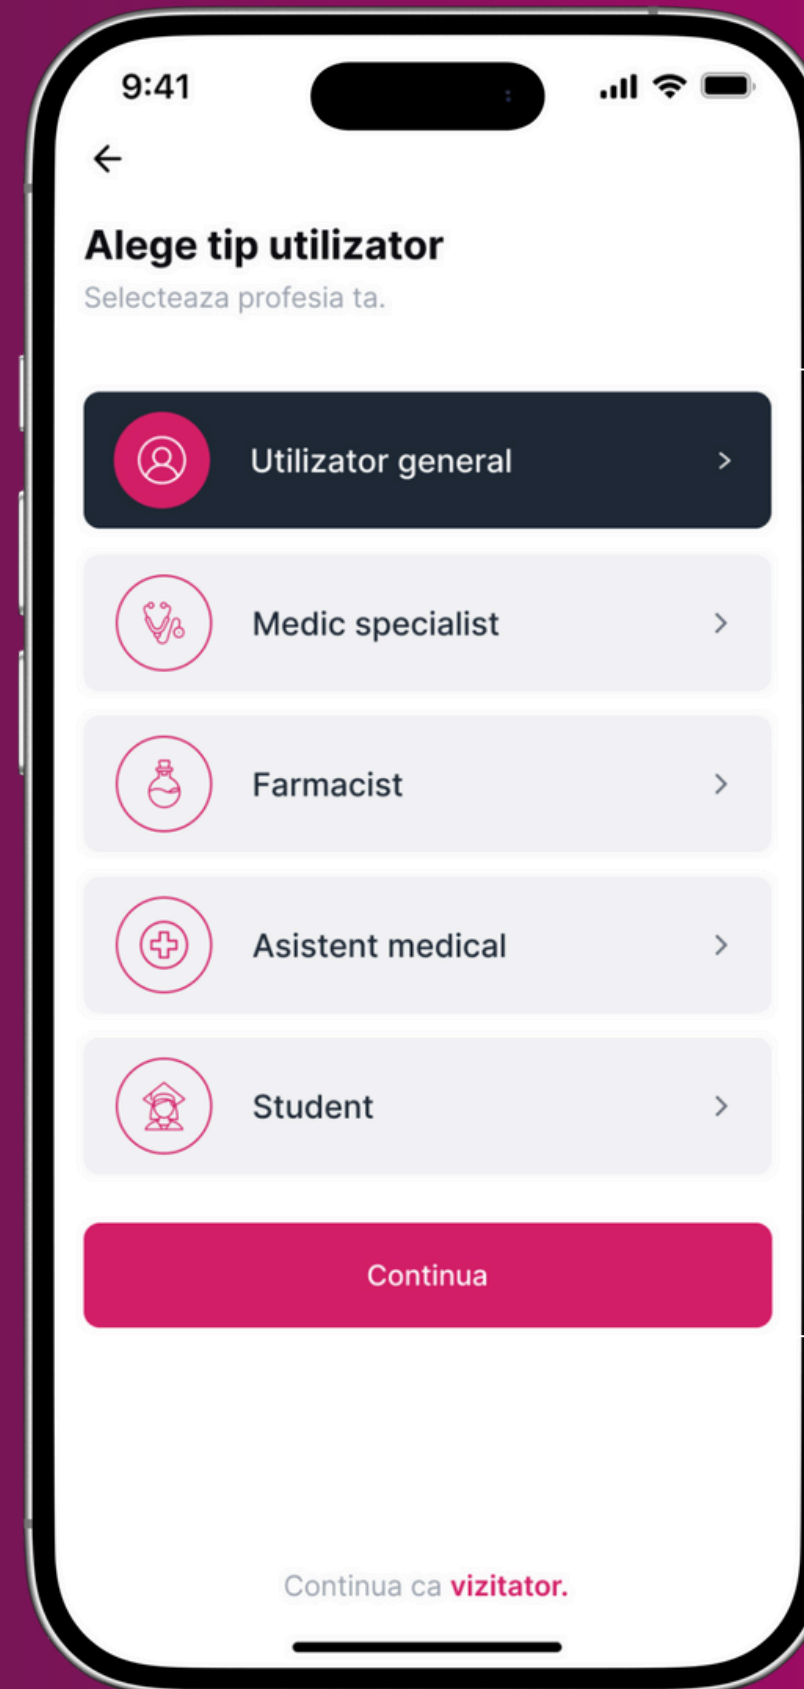 9:41
Alege tip utilizator
Selecteaza profesia ta.
Utilizator general
Medic specialist
Farmacist
Asistent medical
Student
Continua
Continua ca vizitator.